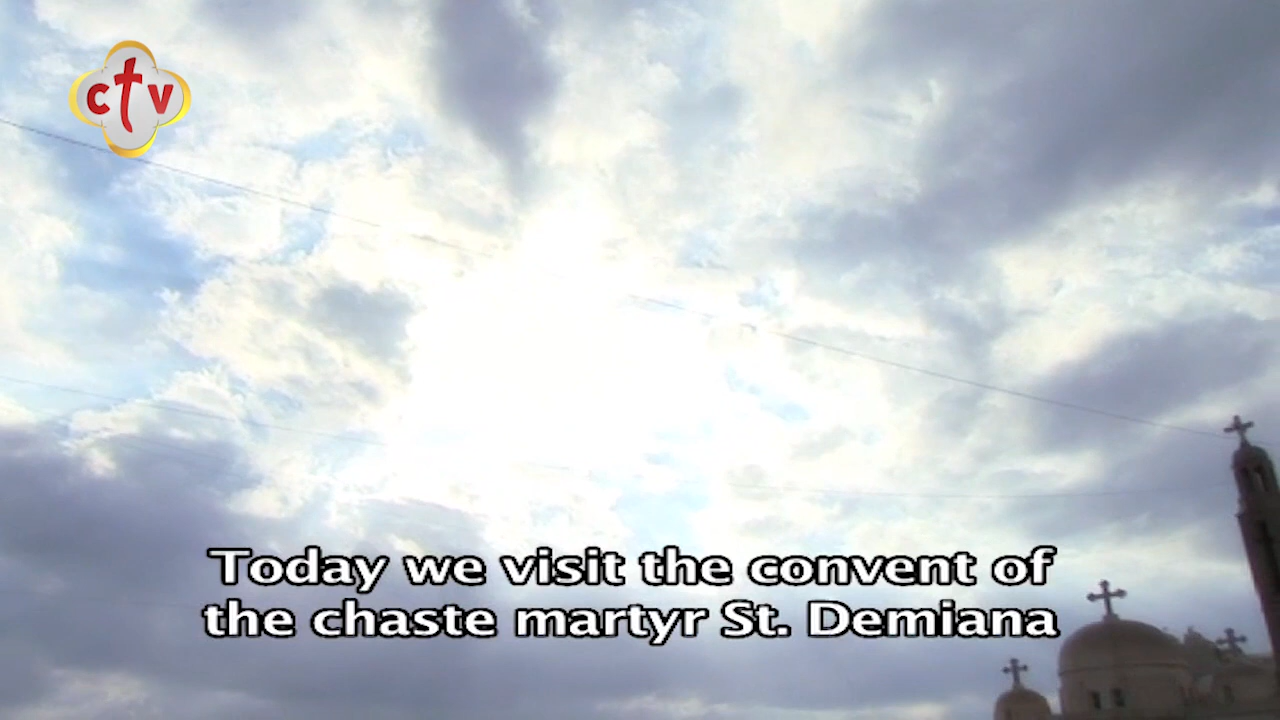 ctv
Today we visit the convent of
the chaste martyr St. Demiana